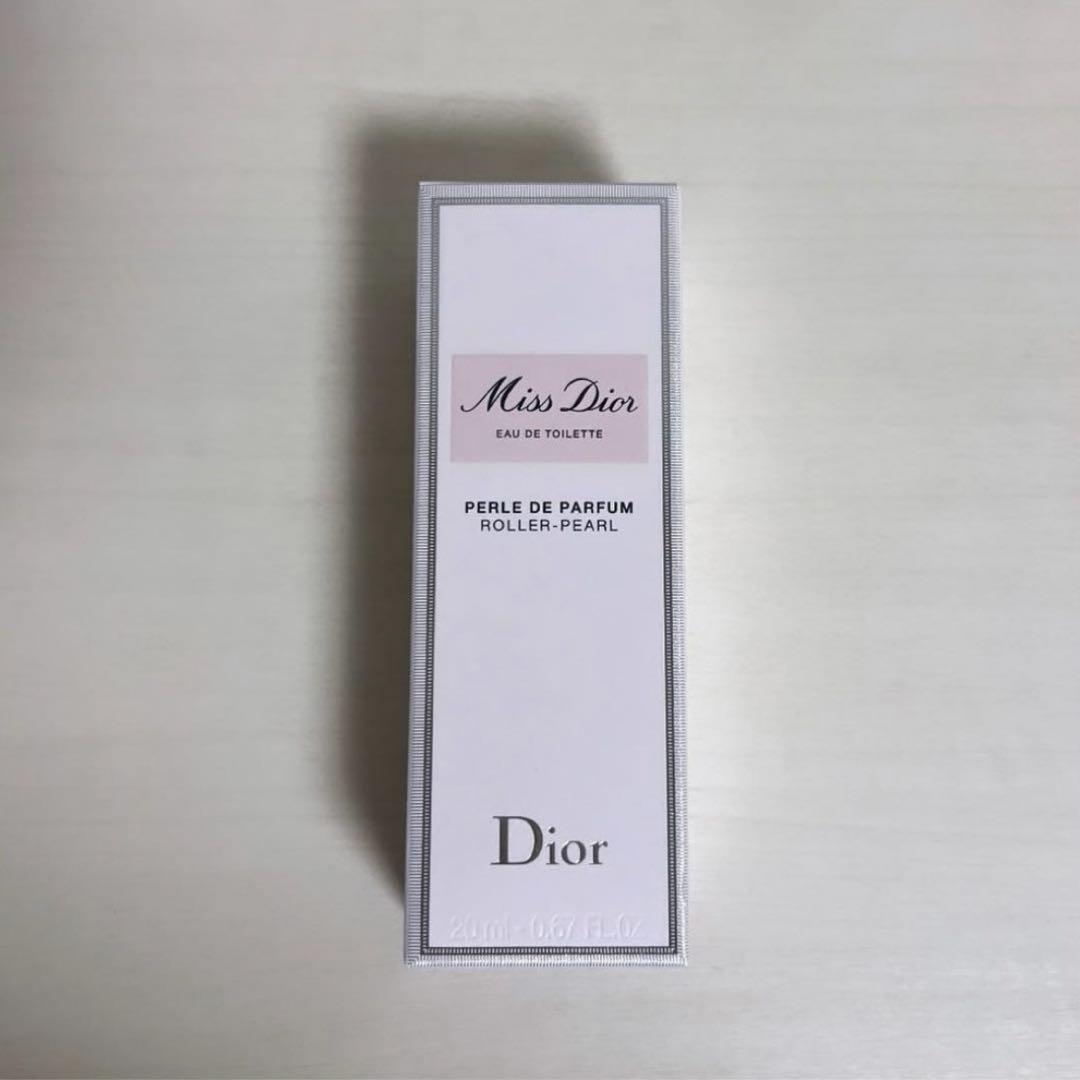 Miss Dior
EAU DE TOILETTE
PERLE DE PARFUM
ROLLER-PEARL
Dior
20 ml - 0.67 FL.OZ